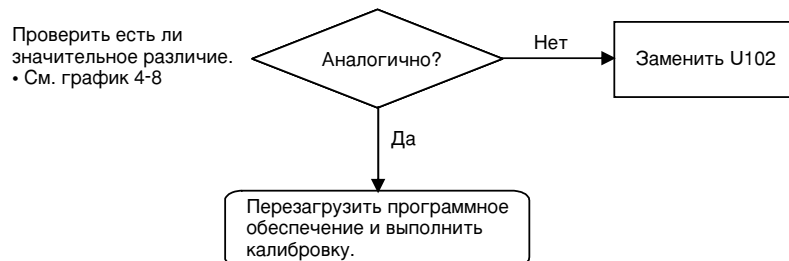 Проверить есть ли
значительное различие.
• См. график 4-8
Аналогично?
Нет
Заменить U102
Да
Перезагрузить программное
обеспечение и выполнить
калибровку.